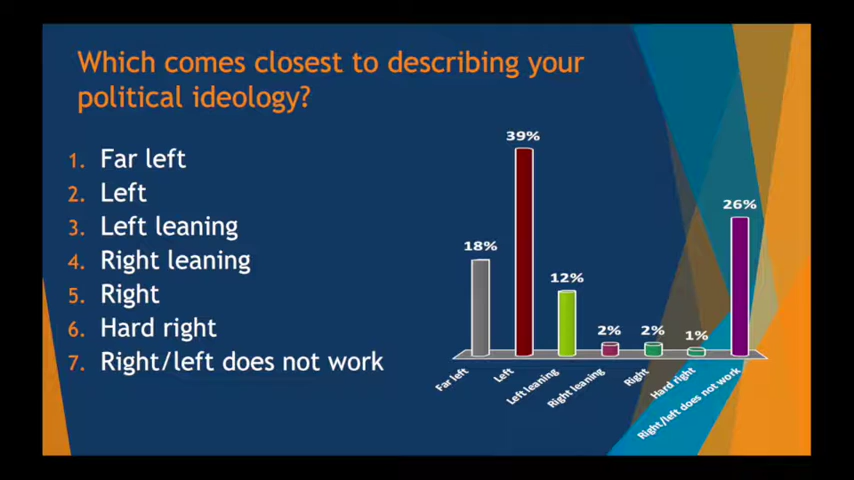 Which comes closest to describing your
political ideology?
1. Far left
2. Left
3. Left leaning
4. Right leaning
5. Right
6. Hard right
7. Right/left does not work
39%
26%
18%
12%
2%
2%
1%
Far left
Left
Left leaning
Right leaning
Right
Hard right
Right/left does not work